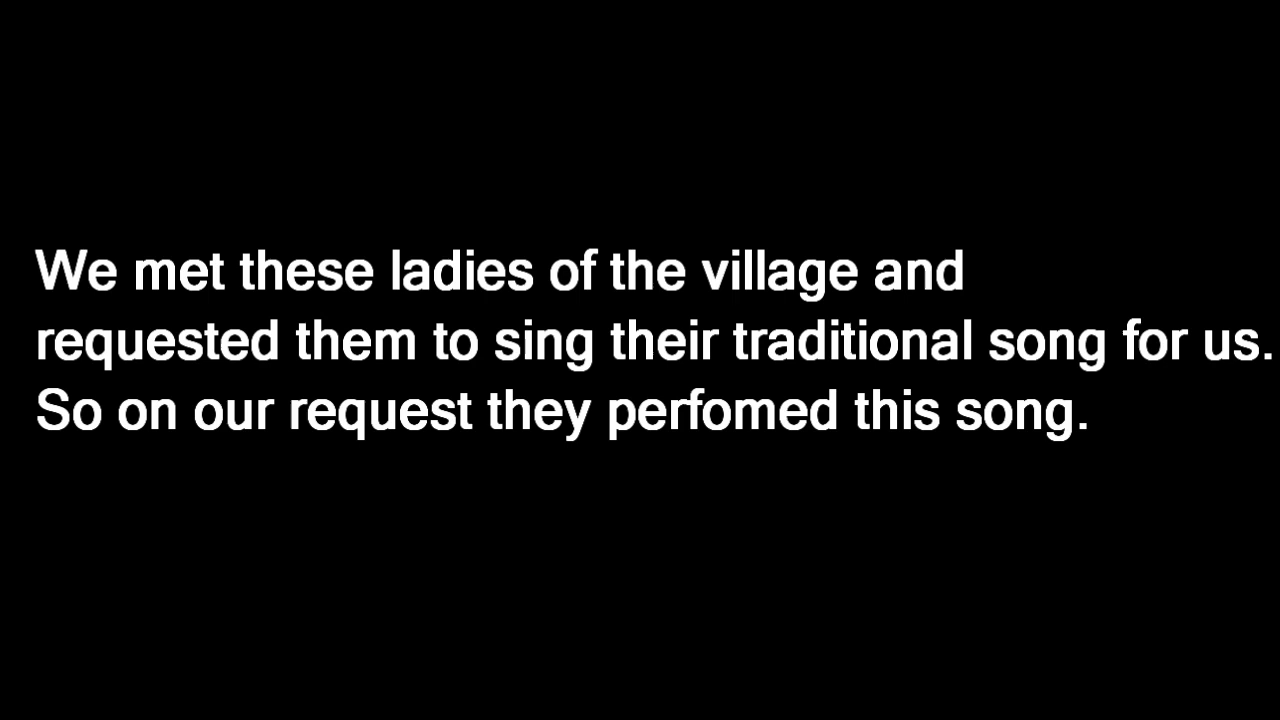 We met these ladies of the village and
requested them to sing their traditional song for us.
So on our request they perfomed this song.